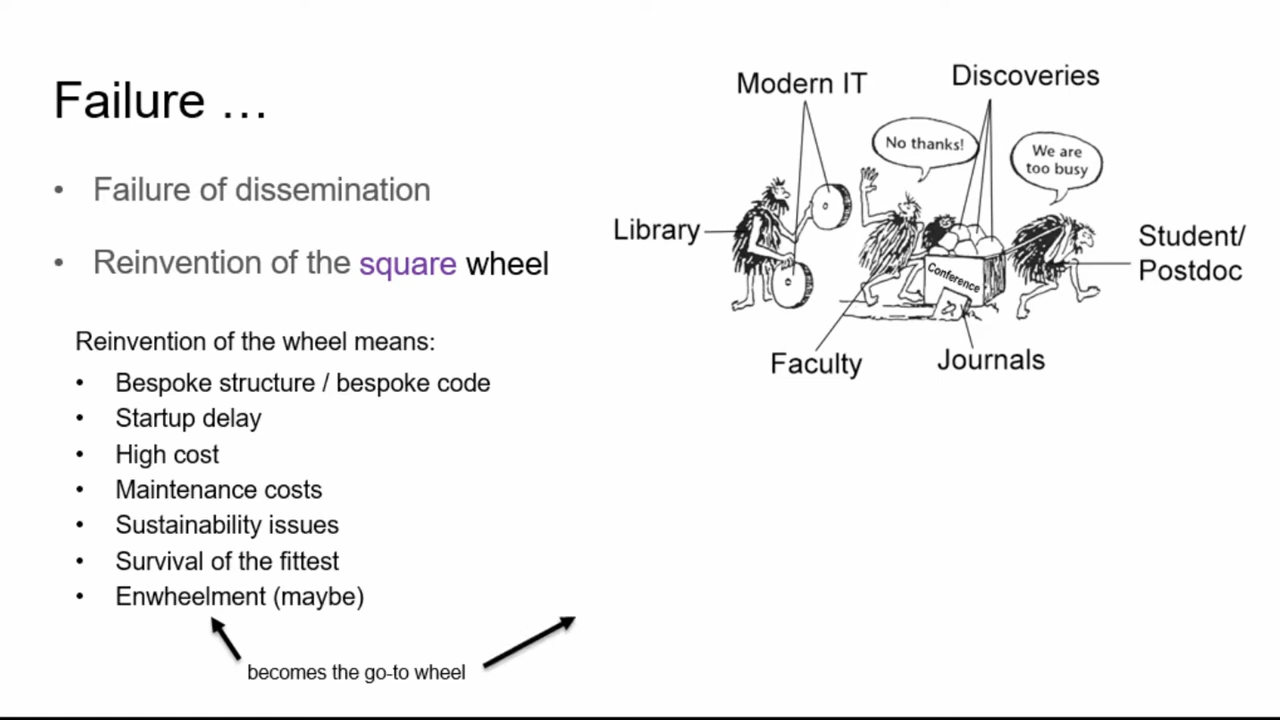 Failure …
• Failure of dissemination
• Reinvention of the square wheel
Reinvention of the wheel means:
• Bespoke structure / bespoke code
• Startup delay
• High cost
• Maintenance costs
• Sustainability issues
• Survival of the fittest
• Enwheelment (maybe)
becomes the go-to wheel
Modern IT
Discoveries
No thanks!
We are
too busy
Library
Student/
Postdoc
Conference
Faculty
Journals